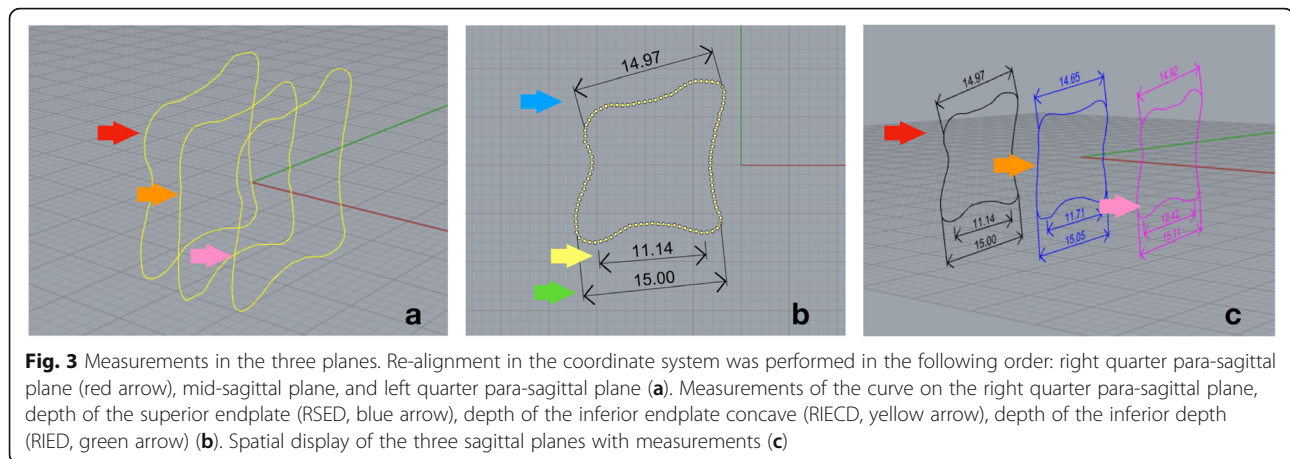 a
14.97
11.14
15.00
b
14.97
11.14
15.00
14.65
11.71
15.05
14.92
c
Fig. 3 Measurements in the three planes. Re-alignment in the coordinate system was performed in the following order: right quarter para-sagittal
plane (red arrow), mid-sagittal plane, and left quarter para-sagittal plane (a). Measurements of the curve on the right quarter para-sagittal plane,
depth of the superior endplate (RSED, blue arrow), depth of the inferior endplate concave (RIECD, yellow arrow), depth of the inferior depth
(RIED, green arrow) (b). Spatial display of the three sagittal planes with measurements (c)